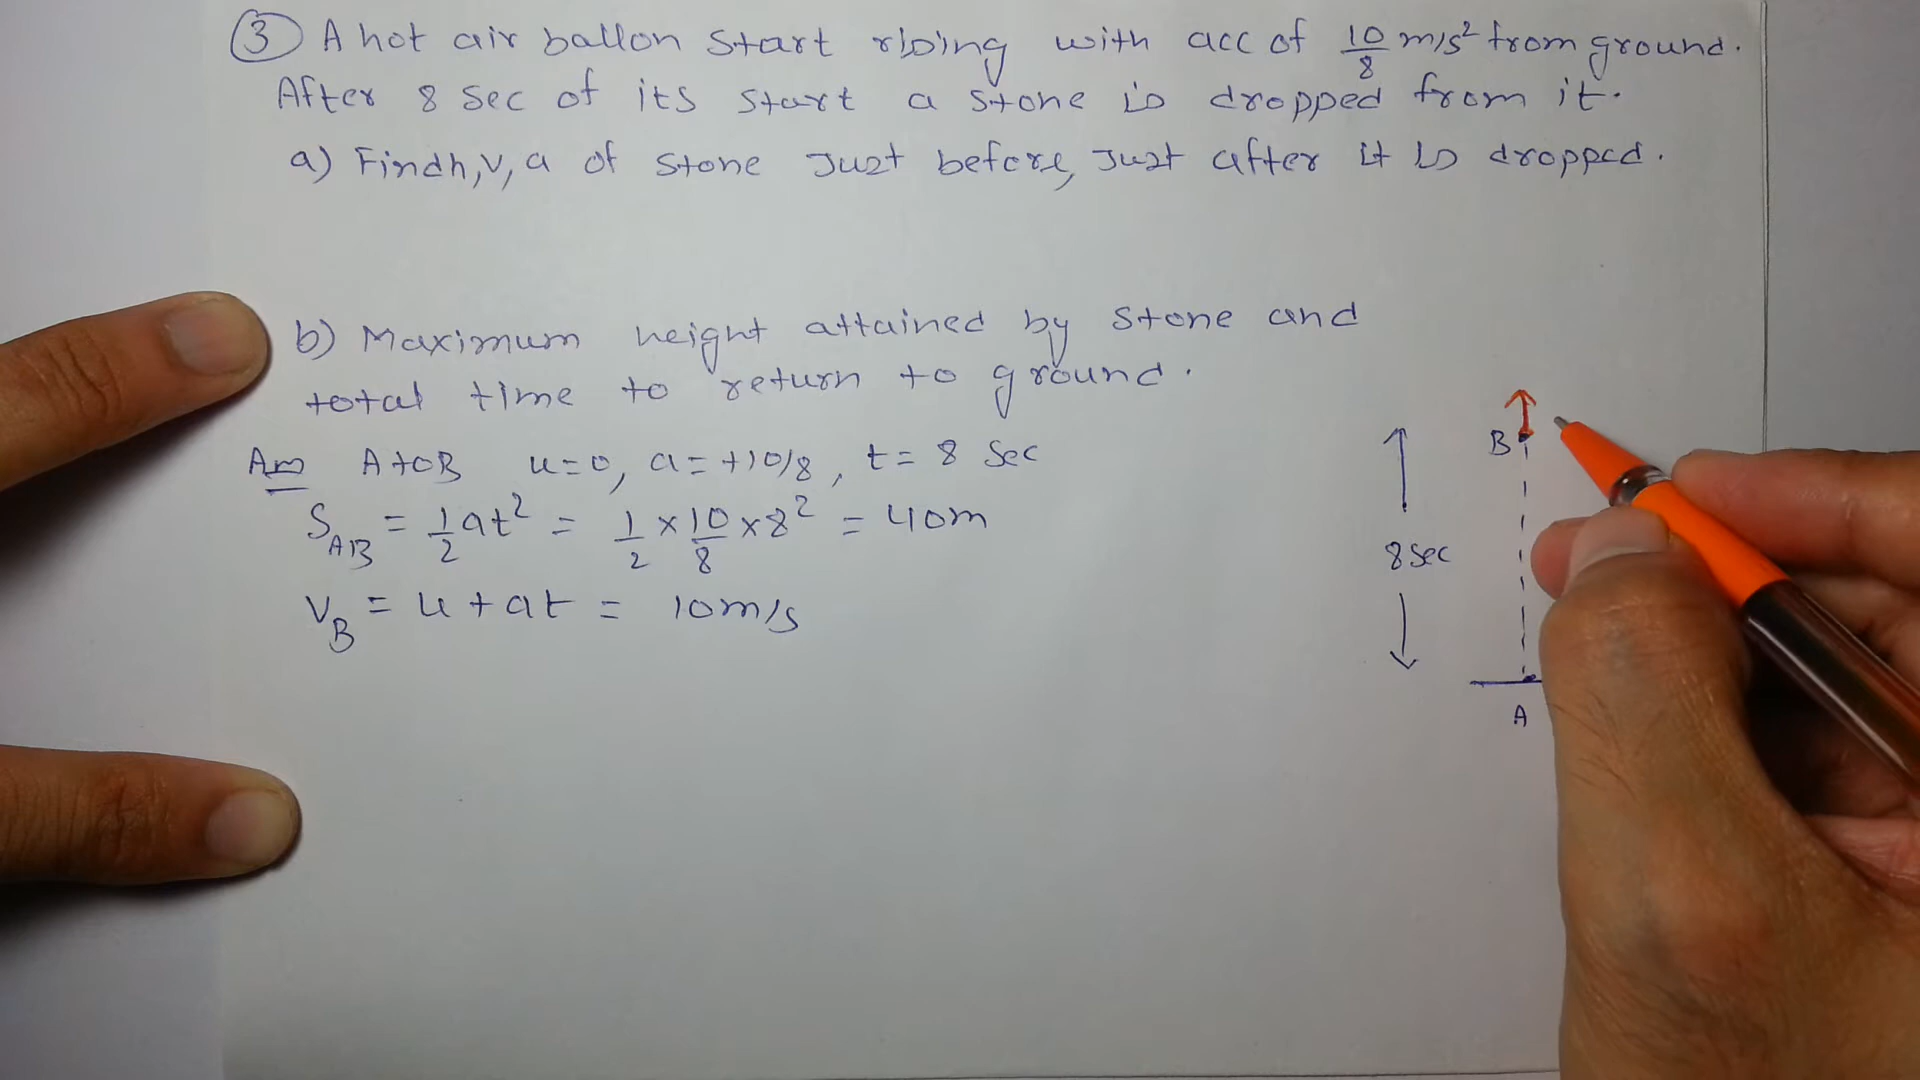 ③ A hot air ballon start rising with acc of 10/8 m/s² from ground.
After 8 sec of its start a stone is dropped from it.
a) Find h, v, a of stone Just before, Just after it is dropped.
b) Maximum height attained by stone and
total time to return to ground.
Ans A to B u=0, a=+10/8, t=8 Sec
S_AB = 1/2 at² = 1/2 × 10/8 × 8² = 40m
V_B = u + at = 10m/s
B
8 sec
A